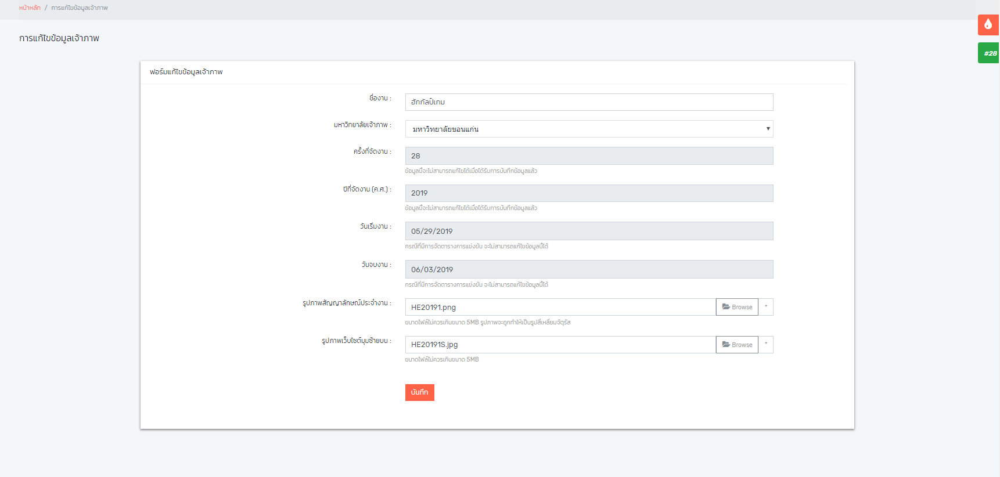 หน้าหลัก / การแก้ไขข้อมูลเจ้าภาพ
การแก้ไขข้อมูลเจ้าภาพ
#28
ฟอร์มแก้ไขข้อมูลเจ้าภาพ
ชื่องาน : ฮักกัลป์เกม
มหาวิทยาลัยเจ้าภาพ : มหาวิทยาลัยขอนแก่น
ครั้งที่จัดงาน : 28
ข้อมูลนี้จะไม่สามารถแก้ไขได้เมื่อได้รับการบันทึกข้อมูลแล้ว
ปีที่จัดงาน (ค.ศ.) : 2019
ข้อมูลนี้จะไม่สามารถแก้ไขได้เมื่อได้รับการบันทึกข้อมูลแล้ว
วันเริ่มงาน : 05/29/2019
กรณีที่มีการจัดตารางการแข่งขัน จะไม่สามารถแก้ไขข้อมูลนี้ได้
วันจบงาน : 06/03/2019
กรณีที่มีการจัดตารางการแข่งขัน จะไม่สามารถแก้ไขข้อมูลนี้ได้
รูปภาพสัญญาลักษณ์ประจำงาน : HE20191.png Browse *
ขนาดไฟล์ไม่ควรเกินขนาด 5MB รูปภาพจะถูกทำให้เป็นรูปสี่เหลี่ยมจัตุรัส
รูปภาพเว็บไซต์มุมซ้ายบน : HE20191S.jpg Browse *
ขนาดไฟล์ไม่ควรเกินขนาด 5MB
บันทึก